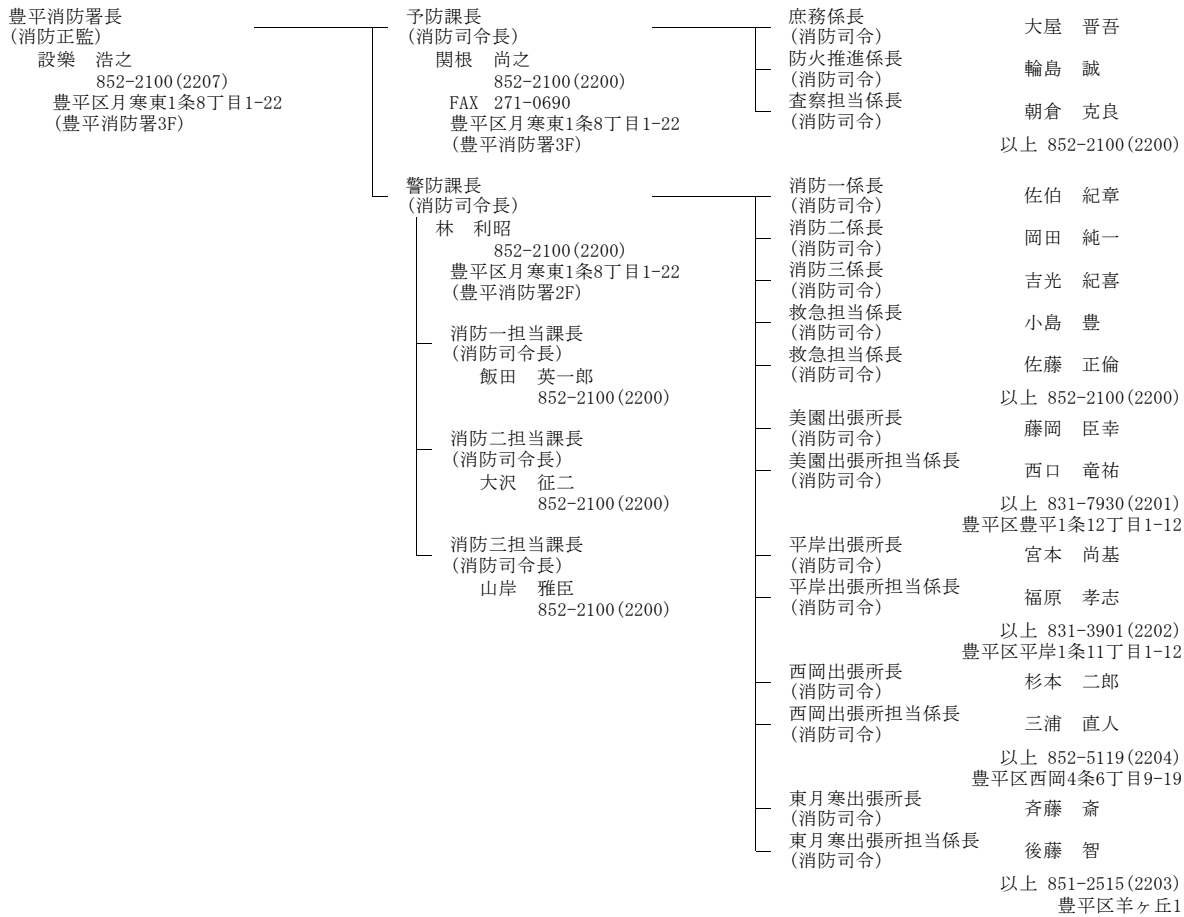 豊平消防署長
(消防正監)
設樂　浩之
852-2100(2207)
豊平区月寒東1条8丁目1-22
(豊平消防署3F)
予防課長
(消防司令長)
関根　尚之
852-2100(2200)
FAX 271-0690
豊平区月寒東1条8丁目1-22
(豊平消防署3F)
庶務係長
(消防司令)
大屋　晋吾
防火推進係長
(消防司令)
輪島　誠
査察担当係長
(消防司令)
朝倉　克良
以上 852-2100(2200)
警防課長
(消防司令長)
林　利昭
852-2100(2200)
豊平区月寒東1条8丁目1-22
(豊平消防署2F)
消防一担当課長
(消防司令長)
飯田　英一郎
852-2100(2200)
消防二担当課長
(消防司令長)
大沢　征二
852-2100(2200)
消防三担当課長
(消防司令長)
山岸　雅臣
852-2100(2200)
消防一係長
(消防司令)
佐伯　紀章
消防二係長
(消防司令)
岡田　純一
消防三係長
(消防司令)
吉光　紀喜
救急担当係長
(消防司令)
小島　豊
救急担当係長
(消防司令)
佐藤　正倫
以上 852-2100(2200)
美園出張所長
(消防司令)
藤岡　臣幸
美園出張所担当係長
(消防司令)
西口　竜祐
以上 831-7930(2201)
豊平区豊平1条12丁目1-12
平岸出張所長
(消防司令)
宮本　尚基
平岸出張所担当係長
(消防司令)
福原　孝志
以上 831-3901(2202)
豊平区平岸1条11丁目1-12
西岡出張所長
(消防司令)
杉本　二郎
西岡出張所担当係長
(消防司令)
三浦　直人
以上 852-5119(2204)
豊平区西岡4条6丁目9-19
東月寒出張所長
(消防司令)
斉藤　斎
東月寒出張所担当係長
(消防司令)
後藤　智
以上 851-2515(2203)
豊平区羊ヶ丘1